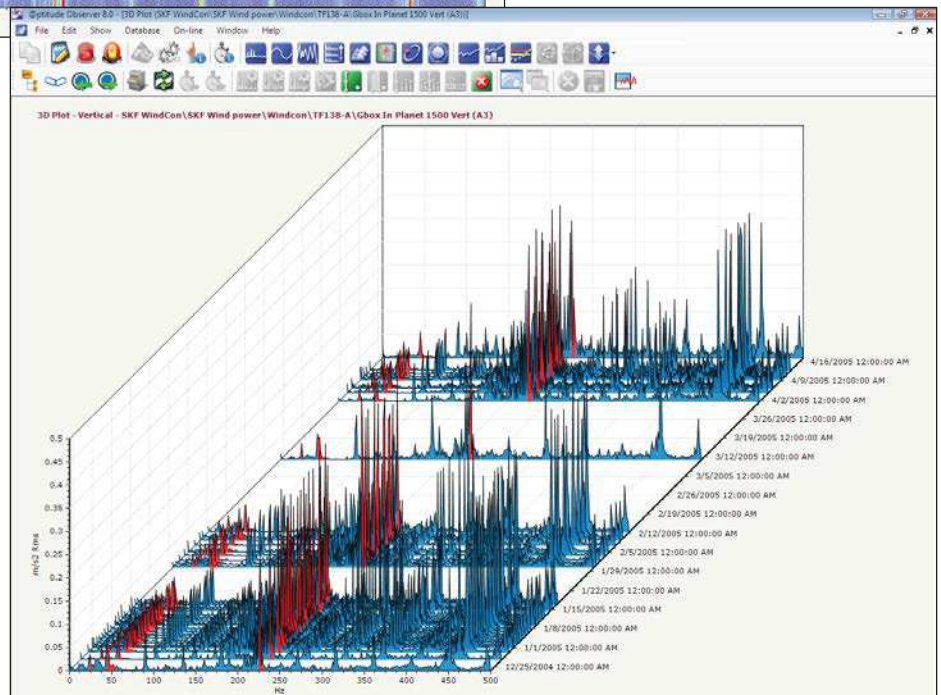 @ptitude Observer 8.0 - [3D Plot (SKF WindCon\SKF Wind power\Windcon\TF138-A\Gbox In Planet 1500 Vert (A3))]
File Edit Show Database On-line Window Help
3D Plot - Vertical - SKF WindCon\SKF Wind power\Windcon\TF138-A\Gbox In Planet 1500 Vert (A3)
4/16/2005 12:00:00 AM
4/9/2005 12:00:00 AM
4/2/2005 12:00:00 AM
3/26/2005 12:00:00 AM
3/19/2005 12:00:00 AM
3/12/2005 12:00:00 AM
3/5/2005 12:00:00 AM
2/26/2005 12:00:00 AM
2/19/2005 12:00:00 AM
2/12/2005 12:00:00 AM
2/5/2005 12:00:00 AM
1/29/2005 12:00:00 AM
1/22/2005 12:00:00 AM
1/15/2005 12:00:00 AM
1/8/2005 12:00:00 AM
1/1/2005 12:00:00 AM
12/25/2004 12:00:00 AM
0.5
0.45
0.4
0.35
0.3
0.25
0.2
0.15
0.1
0.05
0
m/s2 Rms
0 50 100 150 200 250 300 350 400 450 500
Hz